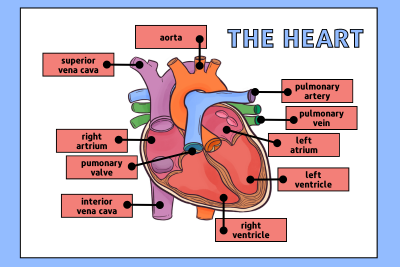 THE HEART
aorta
superior
vena cava
pulmonary
artery
pulmonary
vein
right
artrium
left
atrium
pumonary
valve
left
ventricle
interior
vena cava
right
ventricle